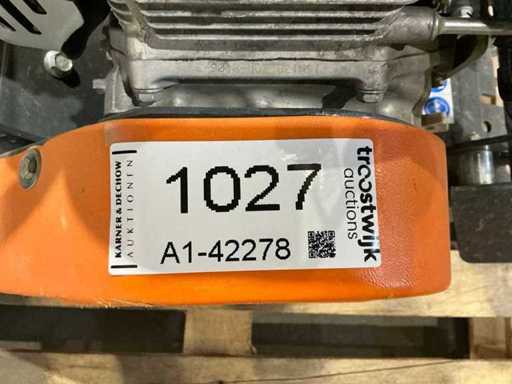 KARNER & DECHOW
AUKTIONEN
1027
A1-42278
troostwijk
auctions